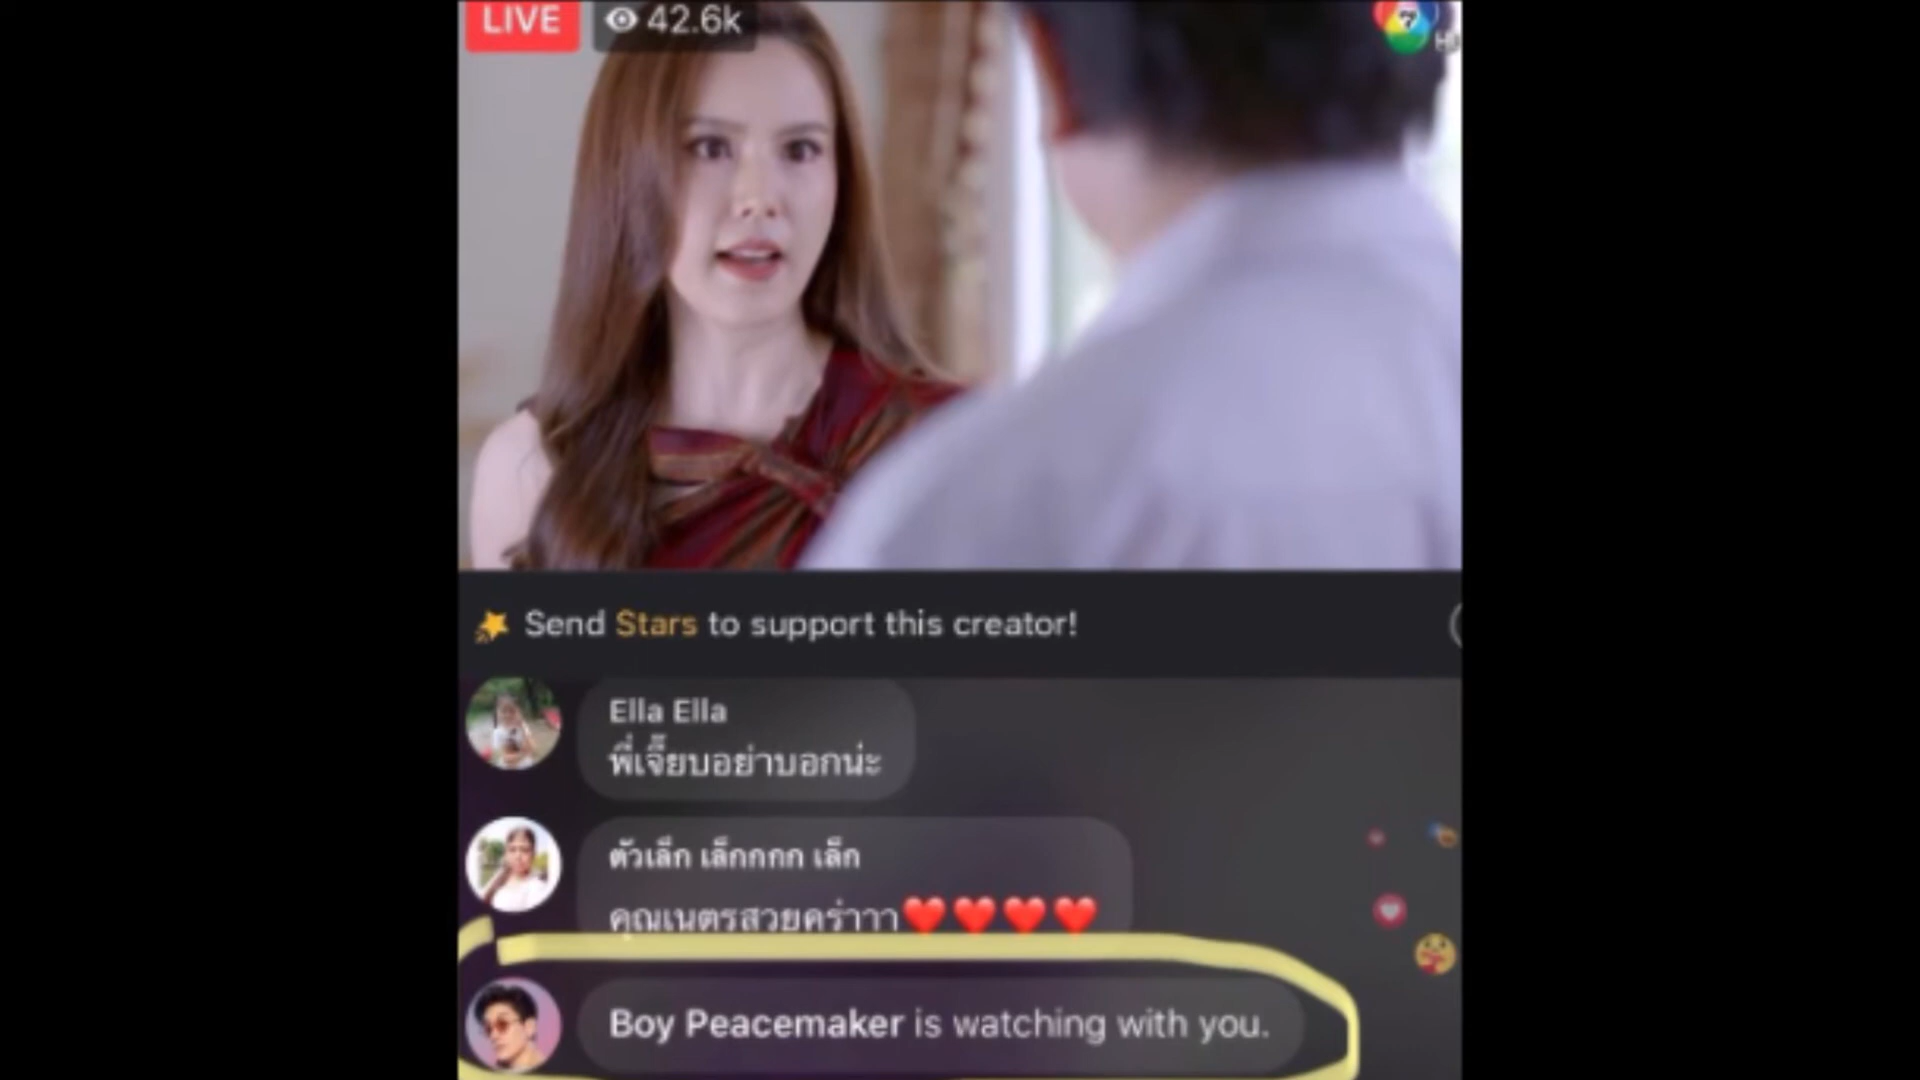 LIVE 42.6k
7
Send Stars to support this creator!
Ella Ella
พี่เจี๊ยบอย่าบอกน่ะ
ตัวเล็ก เล็กกกก เล็ก
คุณเนตรสวยคร่าาา
Boy Peacemaker is watching with you.